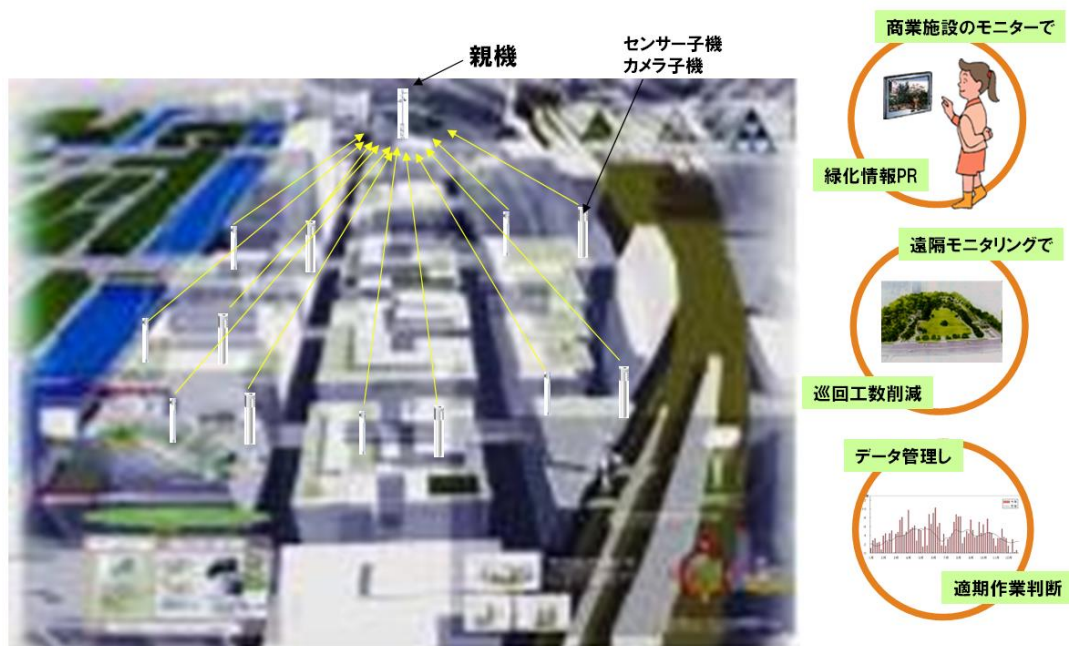 親機
センサー子機
カメラ子機
商業施設のモニターで
緑化情報PR
遠隔モニタリングで
巡回工数削減
データ管理し
適期作業判断